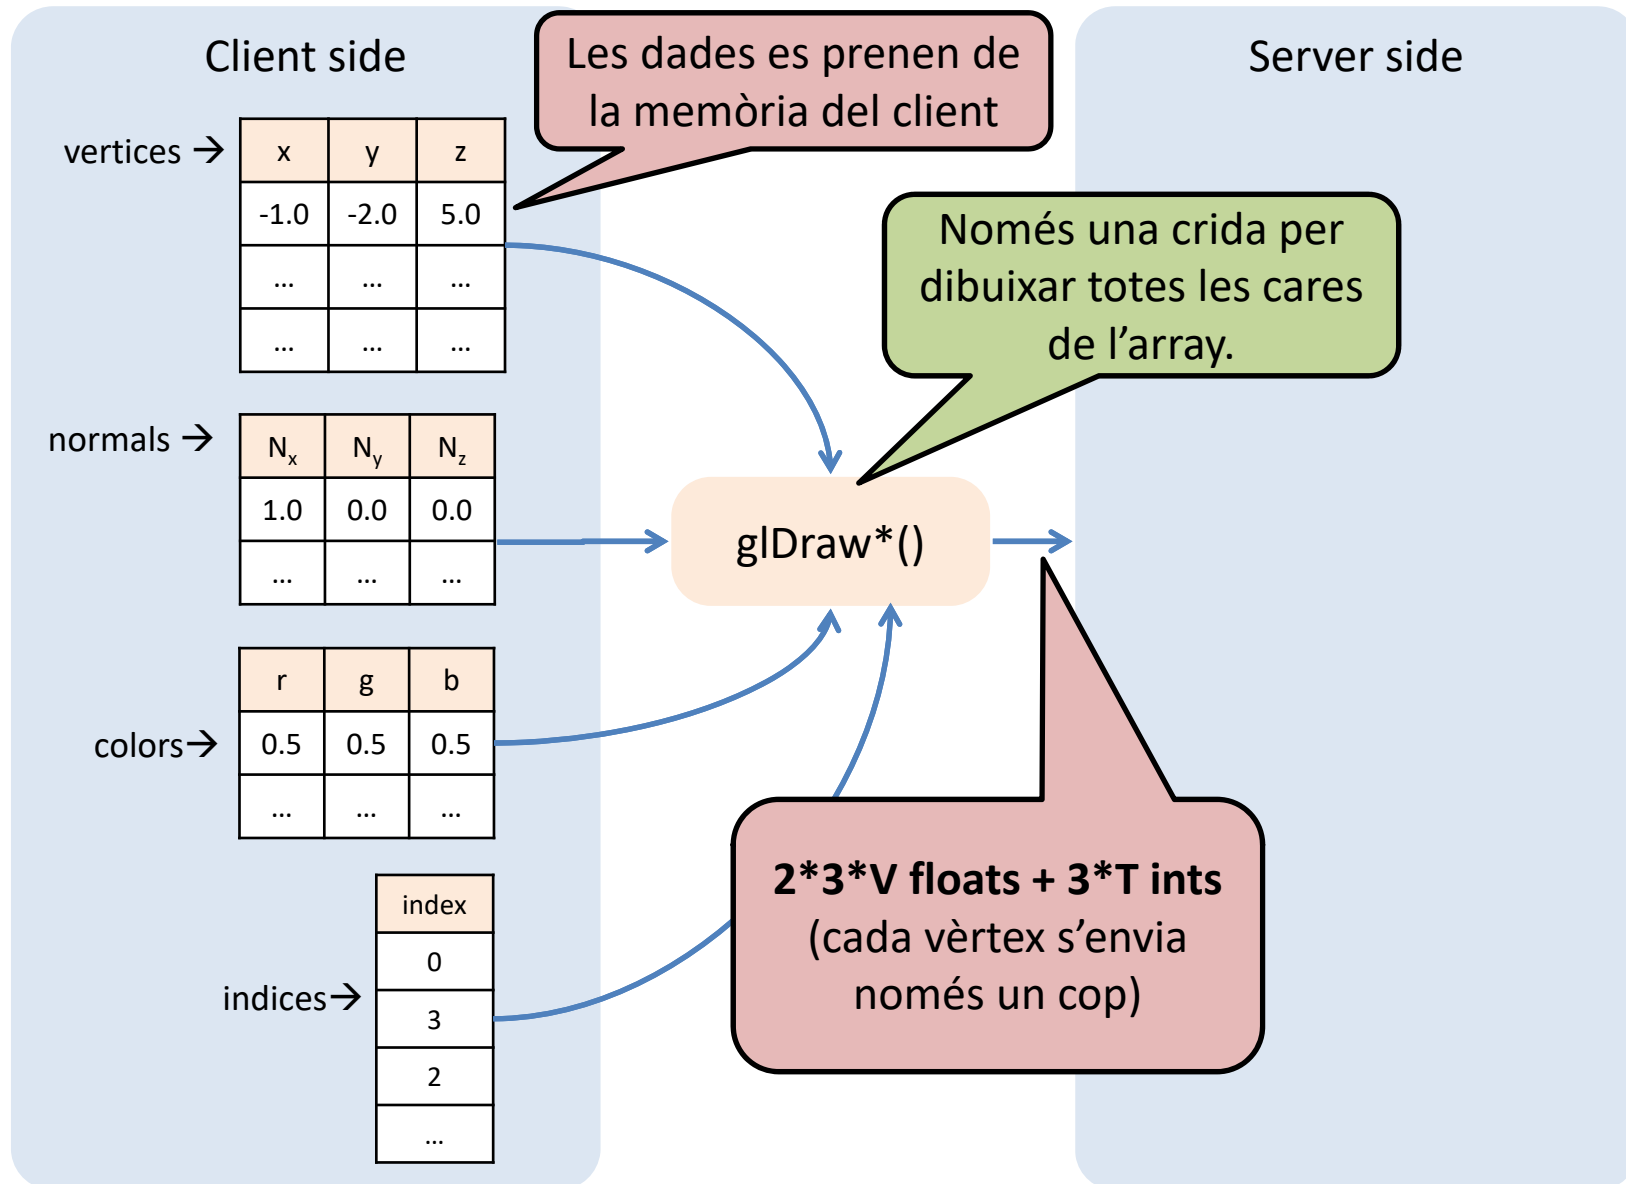 Client side
Les dades es prenen de
la memòria del client
Server side
vertices →
x y z
-1.0 -2.0 5.0
... ... ...
... ... ...
Només una crida per
dibuixar totes les cares
de l’array.
normals →
Nx Ny Nz
1.0 0.0 0.0
... ... ...
glDraw*()
colors→
r g b
0.5 0.5 0.5
... ... ...
2*3*V floats + 3*T ints
(cada vèrtex s’envia
només un cop)
indices→
index
0
3
2
...